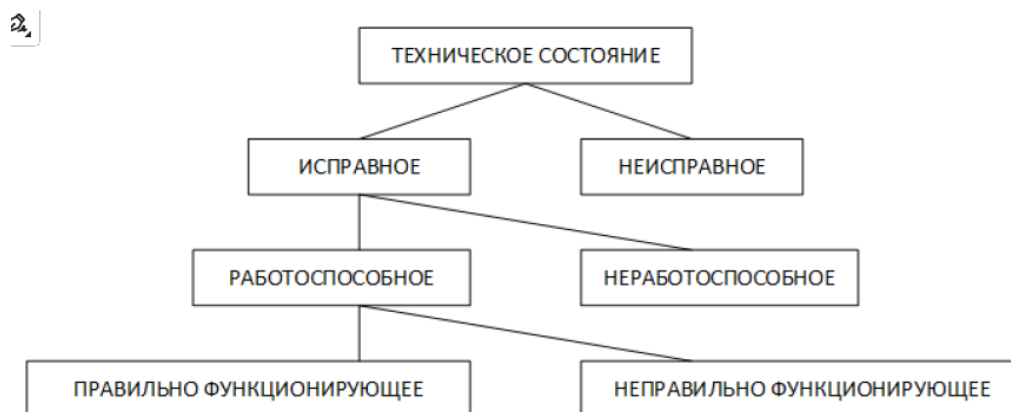 ТЕХНИЧЕСКОЕ СОСТОЯНИЕ
ИСПРАВНОЕ
НЕИСПРАВНОЕ
РАБОТОСПОСОБНОЕ
НЕРАБОТОСПОСОБНОЕ
ПРАВИЛЬНО ФУНКЦИОНИРУЮЩЕЕ
НЕПРАВИЛЬНО ФУНКЦИОНИРУЮЩЕЕ